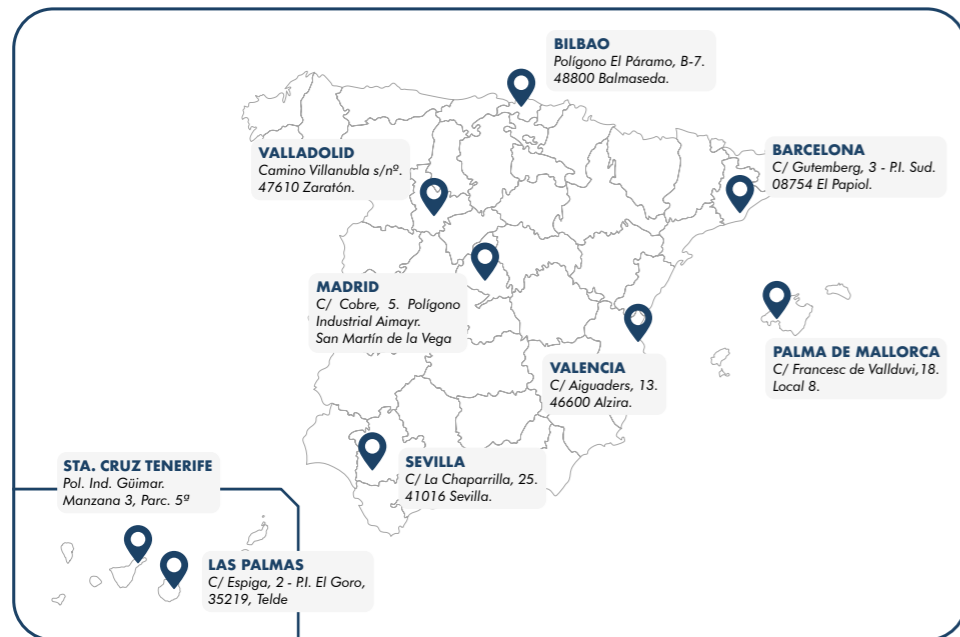 BILBAO
Polígono El Páramo, B-7.
48800 Balmaseda.
VALLADOLID
Camino Villanubla s/nº.
47610 Zaratón.
BARCELONA
C/ Gutemberg, 3 - P.I. Sud.
08754 El Papiol.
MADRID
C/ Cobre, 5. Polígono
Industrial Aimayr.
San Martín de la Vega
PALMA DE MALLORCA
C/ Francesc de Vallduvi,18.
Local 8.
VALENCIA
C/ Aiguaders, 13.
46600 Alzira.
STA. CRUZ TENERIFE
Pol. Ind. Güimar.
Manzana 3, Parc. 5ª
SEVILLA
C/ La Chaparrilla, 25.
41016 Sevilla.
LAS PALMAS
C/ Espiga, 2 - P.I. El Goro,
35219, Telde